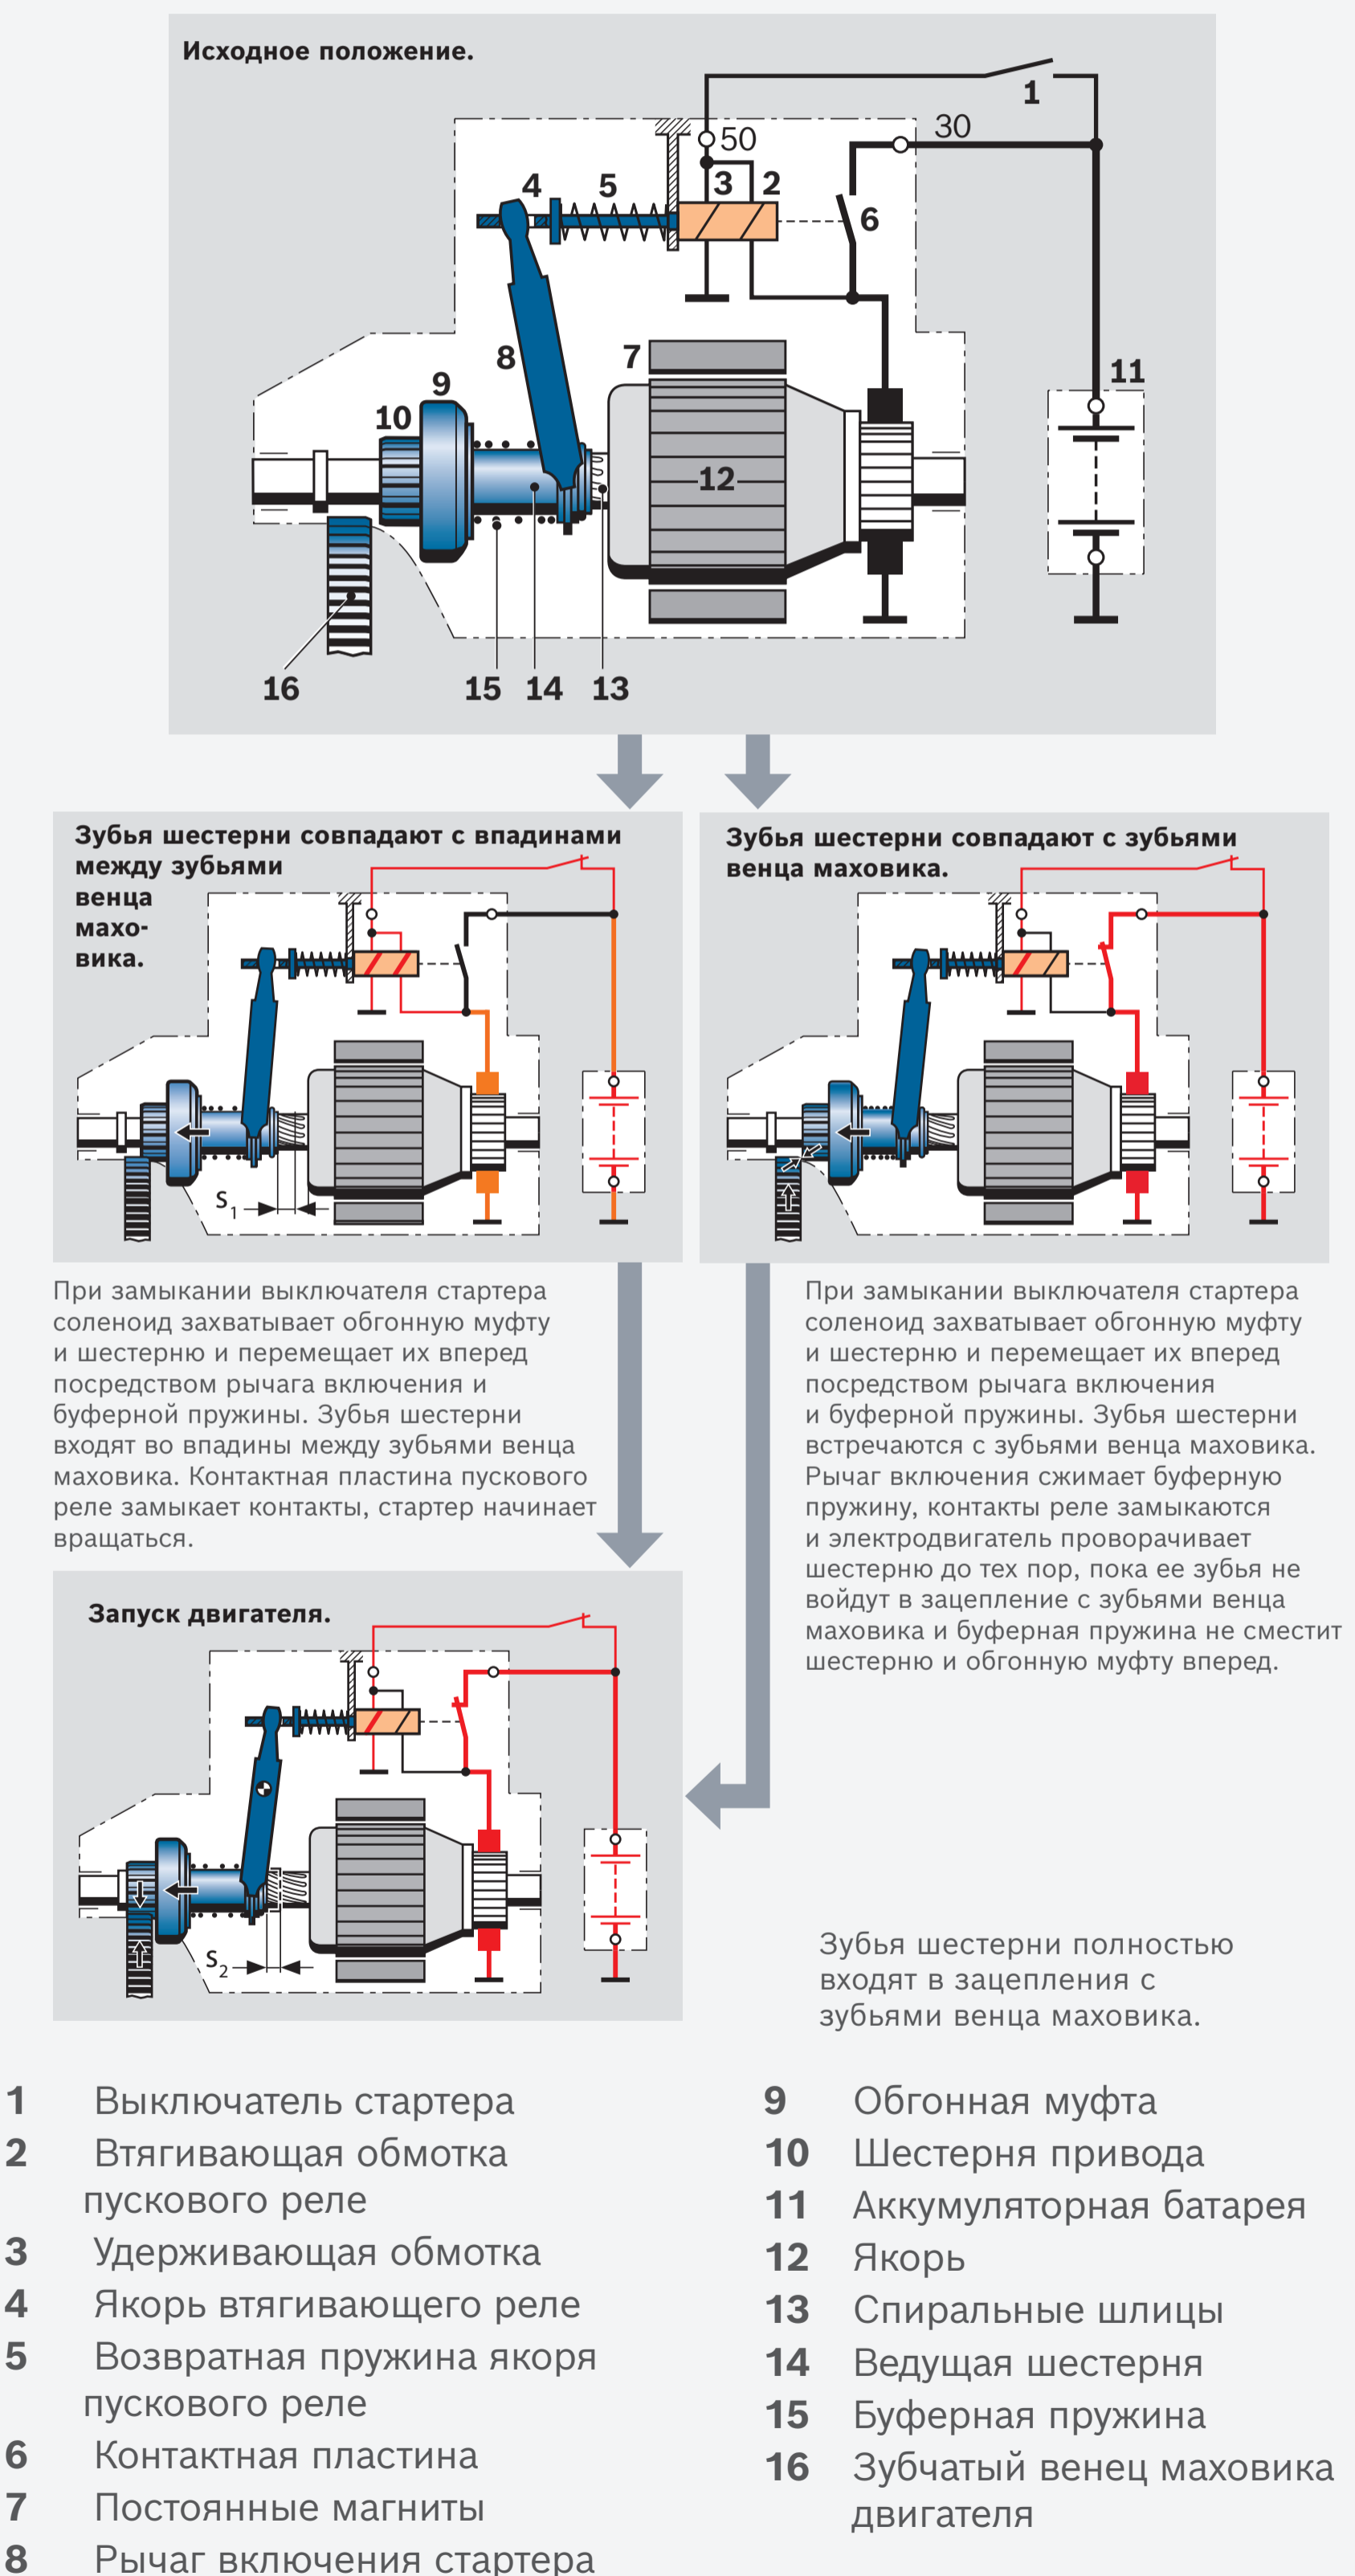 Исходное положение.
1
50
30
4
5
3
2
6
8
7
9
10
11
12
16
15
14
13
Зубья шестерни совпадают с впадинами
между зубьями
венца
махо-
вика.
S1
Зубья шестерни совпадают с зубьями
венца маховика.
При замыкании выключателя стартера
соленоид захватывает обгонную муфту
и шестерню и перемещает их вперед
посредством рычага включения и
буферной пружины. Зубья шестерни
входят во впадины между зубьями венца
маховика. Контактная пластина пускового
реле замыкает контакты, стартер начинает
вращаться.
При замыкании выключателя стартера
соленоид захватывает обгонную муфту
и шестерню и перемещает их вперед
посредством рычага включения
и буферной пружины. Зубья шестерни
встречаются с зубьями венца маховика.
Рычаг включения сжимает буферную
пружину, контакты реле замыкаются
и электродвигатель проворачивает
шестерню до тех пор, пока ее зубья не
войдут в зацепление с зубьями венца
маховика и буферная пружина не сместит
шестерню и обгонную муфту вперед.
Запуск двигателя.
S2
Зубья шестерни полностью
входят в зацепления с
зубьями венца маховика.
1 Выключатель стартера
2 Втягивающая обмотка
пускового реле
3 Удерживающая обмотка
4 Якорь втягивающего реле
5 Возвратная пружина якоря
пускового реле
6 Контактная пластина
7 Постоянные магниты
8 Рычаг включения стартера
9 Обгонная муфта
10 Шестерня привода
11 Аккумуляторная батарея
12 Якорь
13 Спиральные шлицы
14 Ведущая шестерня
15 Буферная пружина
16 Зубчатый венец маховика
двигателя